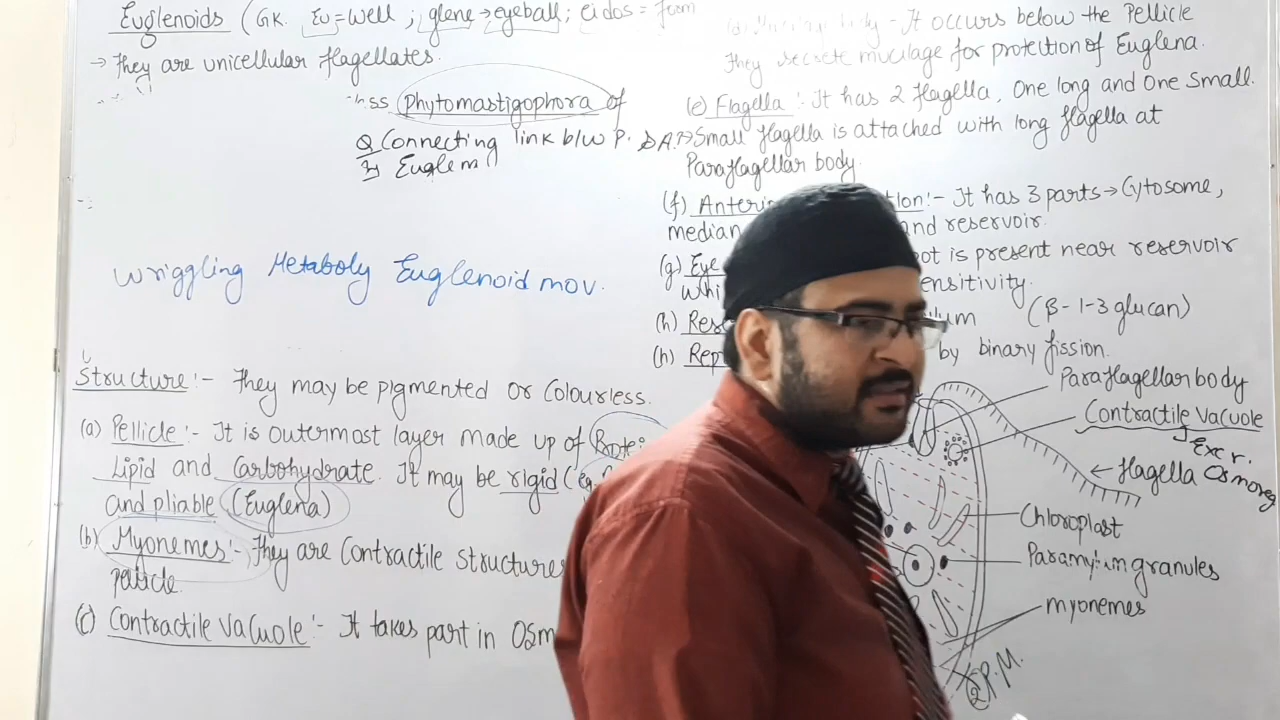 Euglenoids (GK. Eu=well ; glene→eyeball; eidos = form
→ They are unicellular flagellates.
phytomastigophora of
Q Connecting link b/w P. & A.
Wriggling Metaboly Euglenoid mov.
Structure:- They may be pigmented or Colourless.
(a) Pellicle:- It is outermost layer made up of
Lipid and Carbohydrate. It may be rigid (eg.
and pliable (Euglena)
(b) Myonemes:- They are Contractile structures
pellicle.
(c) Contractile vacuole:- It takes part in Osm
body - It occurs below the Pellicle
They secrete mucilage for protection of Euglena.
(e) Flagella :- It has 2 flagella, One long and One Small.
→ Small flagella is attached with long flagella at
Paraflagellar body.
(f) Anteri tion:- It has 3 parts→ Cytosome,
median and reservoir.
(g) Eye ot is present near reservoir
whi ensitivity.
(h) Res lum (β-1-3 glucan)
(h) Rep by binary fission.
Paraflagellar body
Contractile Vacuole
Excr.
← flagella Osmoreg
Chloroplast
Paramylum granules
myonemes
2 P.M.